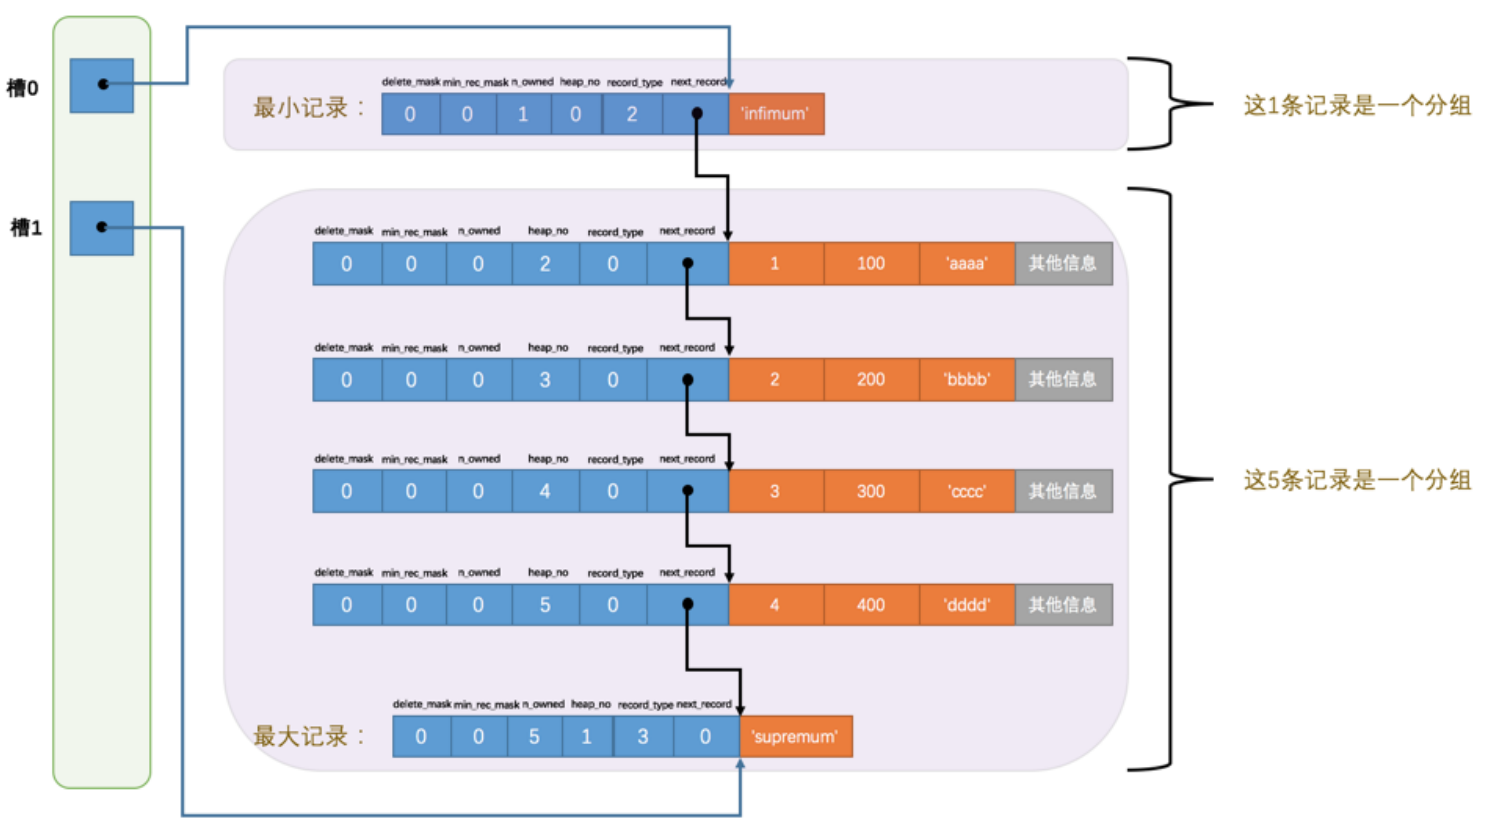 槽0
delete_mask min_rec_mask n_owned heap_no record_type next_record
最小记录：
0 0 1 0 2 'infimum'
这1条记录是一个分组
槽1
delete_mask min_rec_mask n_owned heap_no record_type next_record
0 0 0 2 0 1 100 'aaaa' 其他信息
delete_mask min_rec_mask n_owned heap_no record_type next_record
0 0 0 3 0 2 200 'bbbb' 其他信息
delete_mask min_rec_mask n_owned heap_no record_type next_record
0 0 0 4 0 3 300 'cccc' 其他信息
这5条记录是一个分组
delete_mask min_rec_mask n_owned heap_no record_type next_record
0 0 0 5 0 4 400 'dddd' 其他信息
delete_mask min_rec_mask n_owned heap_no record_type next_record
最大记录：
0 0 5 1 3 0 'supremum'